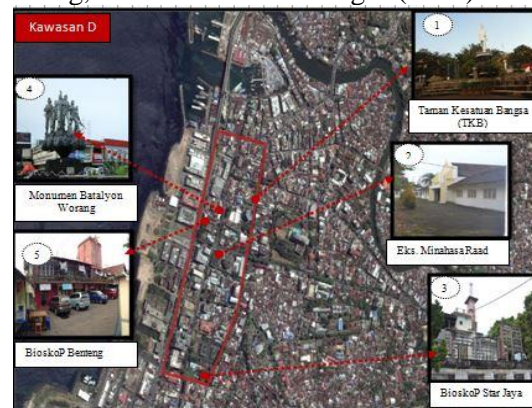 Kawasan D
1
Taman Kesatuan Bangsa
(TKB)
4
Monumen Batalyon
Worang
2
Eks. Minahasa Raad
5
BioskoP Benteng
3
BioskoP Star Jaya